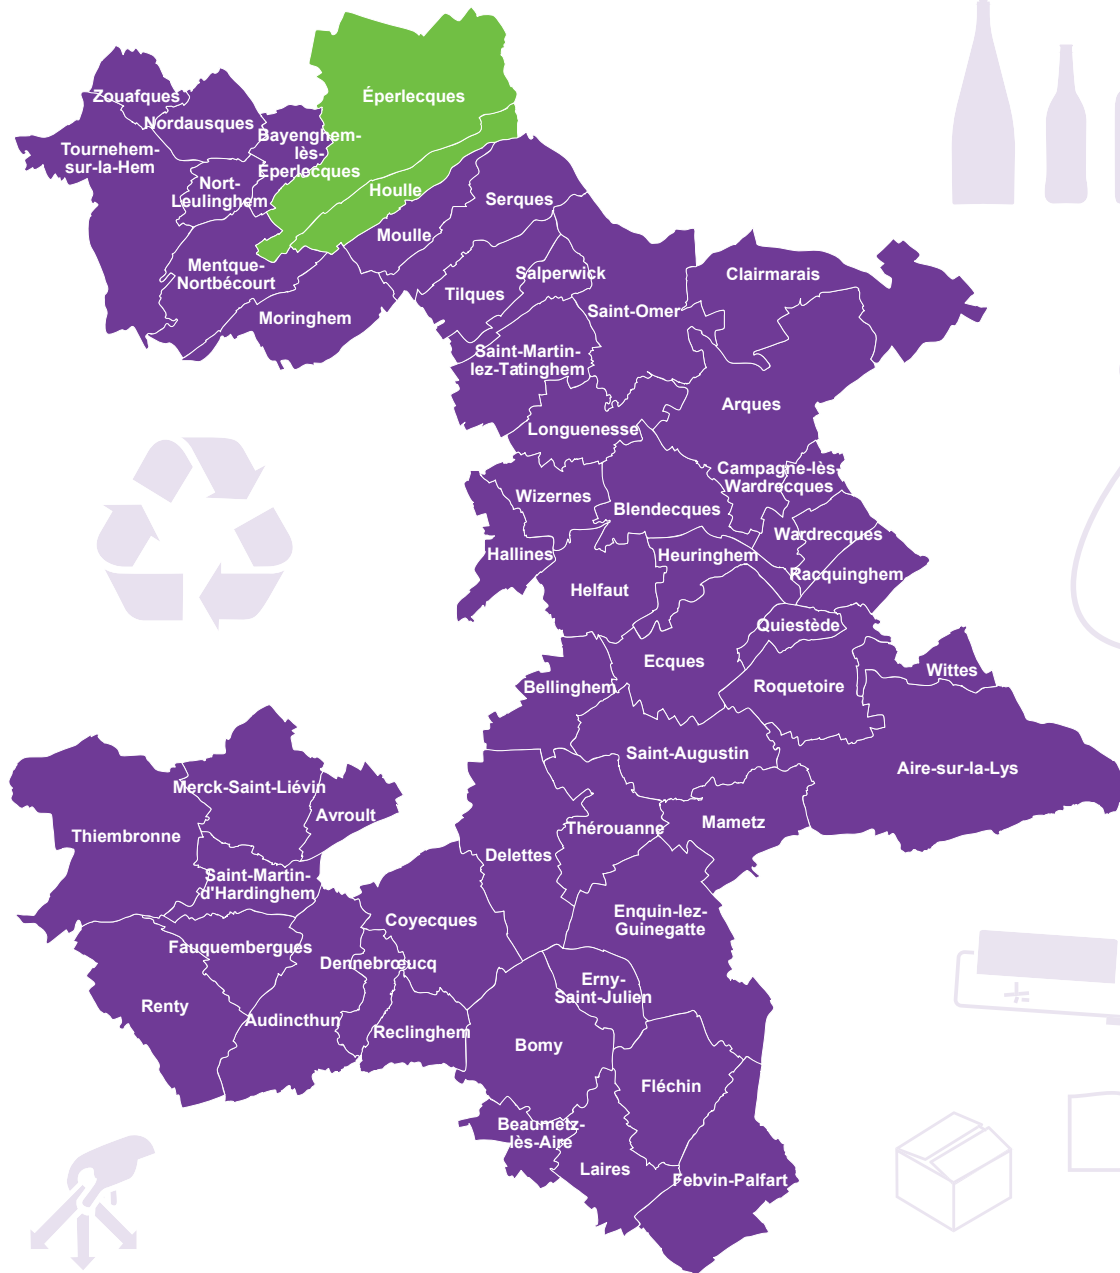 Éperlecques
Zouafques
Nordausques
Bayenghem-
lès-
Éperlecques
Tournehem-
sur-la-Hem
Nort-
Leulinghem
Houlle
Serques
Moulle
Mentque-
Nortbécourt
Salperwick
Clairmarais
Tilques
Saint-Omer
Moringhem
Saint-Martin-
lez-Tatinghem
Arques
Longuenesse
Campagne-lès-
Wardrecques
Wizernes
Blendecques
Wardrecques
Hallines
Heuringhem
Racquinghem
Helfaut
Quiestède
Ecques
Wittes
Bellinghem
Roquetoire
Saint-Augustin
Aire-sur-la-Lys
Merck-Saint-Liévin
Avroult
Thiembronne
Thérouanne
Mametz
Delettes
Saint-Martin-
d'Hardinghem
Coyecques
Enquin-lez-
Guinegatte
Fauquembergues
Dennebrœucq
Erny-
Saint-Julien
Renty
Audincthun
Reclinghem
Bomy
Fléchin
Beaumetz-
lès-Aire
Laires
Febvin-Palfart